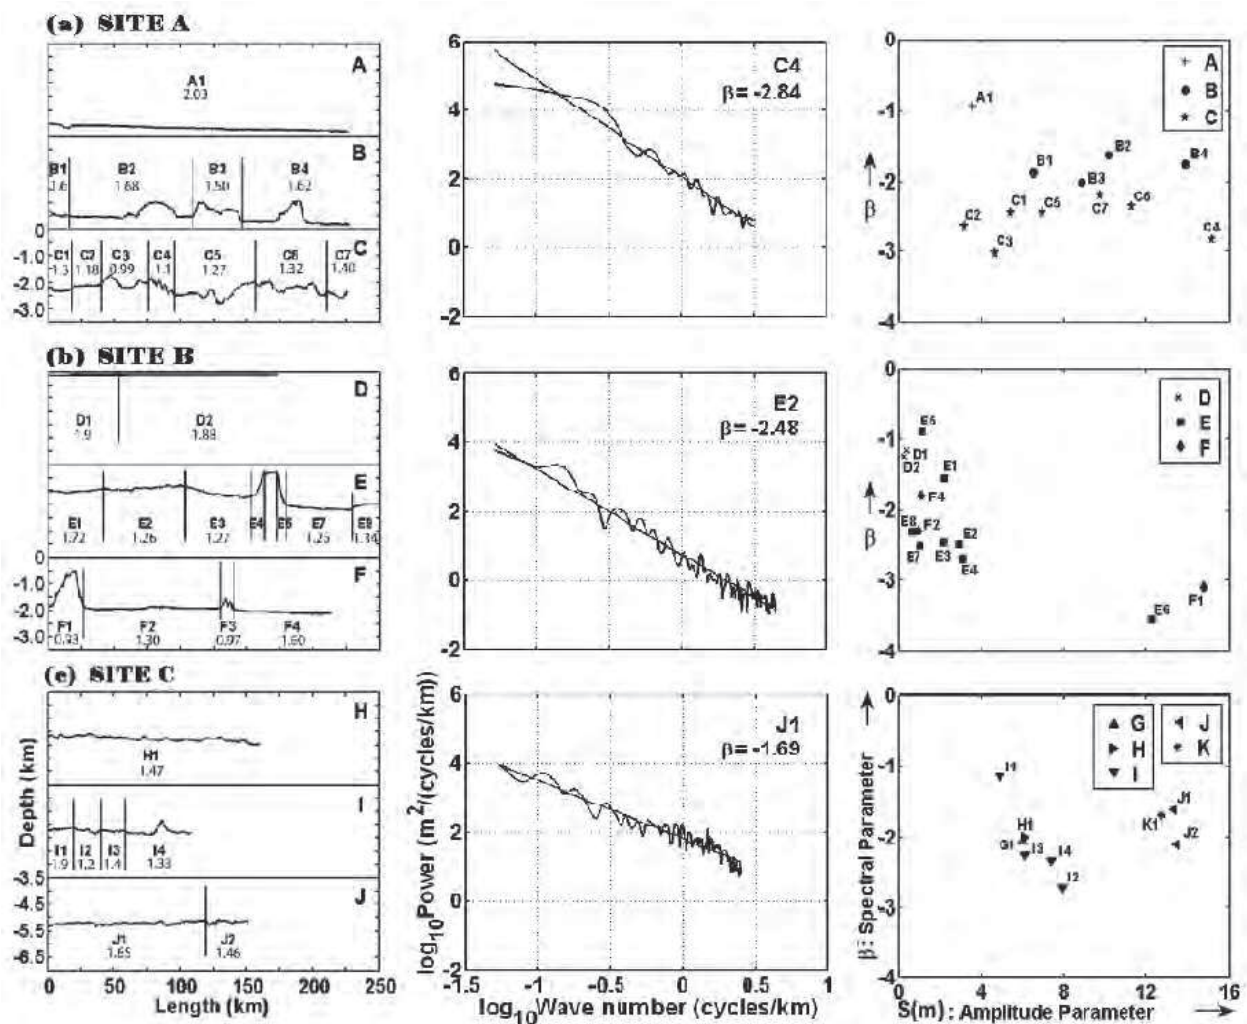 (a) SITE A
A
A1
2.03
B
B1 B2 B3 B4
1.6 1.68 1.50 1.62
0
C
-1.0
C1 C2 C3 C4 C5 C6 C7
1.3 1.18 0.99 1.1 1.27 1.32 1.40
-2.0
-3.0
6
4
2
0
-2
C4
β= -2.84
0
-1
-2
-3
-4
β
A
B
C
A1
B1
B2
B3
B4
C1
C2
C3
C4
C5
C6
C7
(b) SITE B
D
D1 D2
1.9 1.88
E
E1 E2 E3 E4 E6 E7 E8
1.72 1.26 1.27 1.25 1.34
0
F
-1.0
-2.0
-3.0
F1 F2 F3 F4
0.93 1.30 0.97 1.60
6
4
2
0
-2
E2
β= -2.48
0
-1
-2
-3
-4
β
D
E
F
E5
D1
D2
E1
F4
E8 F2
E7 E3 E2
E4
E6
F1
(c) SITE C
H
H1
1.47
I
I1 I2 I3 I4
1.9 1.2 1.4 1.33
-3.5
J
-4.5
-5.5
-6.5
J1 J2
1.65 1.46
Depth (km)
0 50 100 150 200 250
Length (km)
6
4
2
0
-2
J1
β= -1.69
log10Power (m2/(cycles/km))
-1.5 -1 -0.5 0 0.5 1
log10Wave number (cycles/km)
0
-1
-2
-3
-4
β: Spectral Parameter
G
H
I
J
K
I1
H1
G1 I3 I4
I2
J1
K1
J2
4 8 12 16
S(m) : Amplitude Parameter